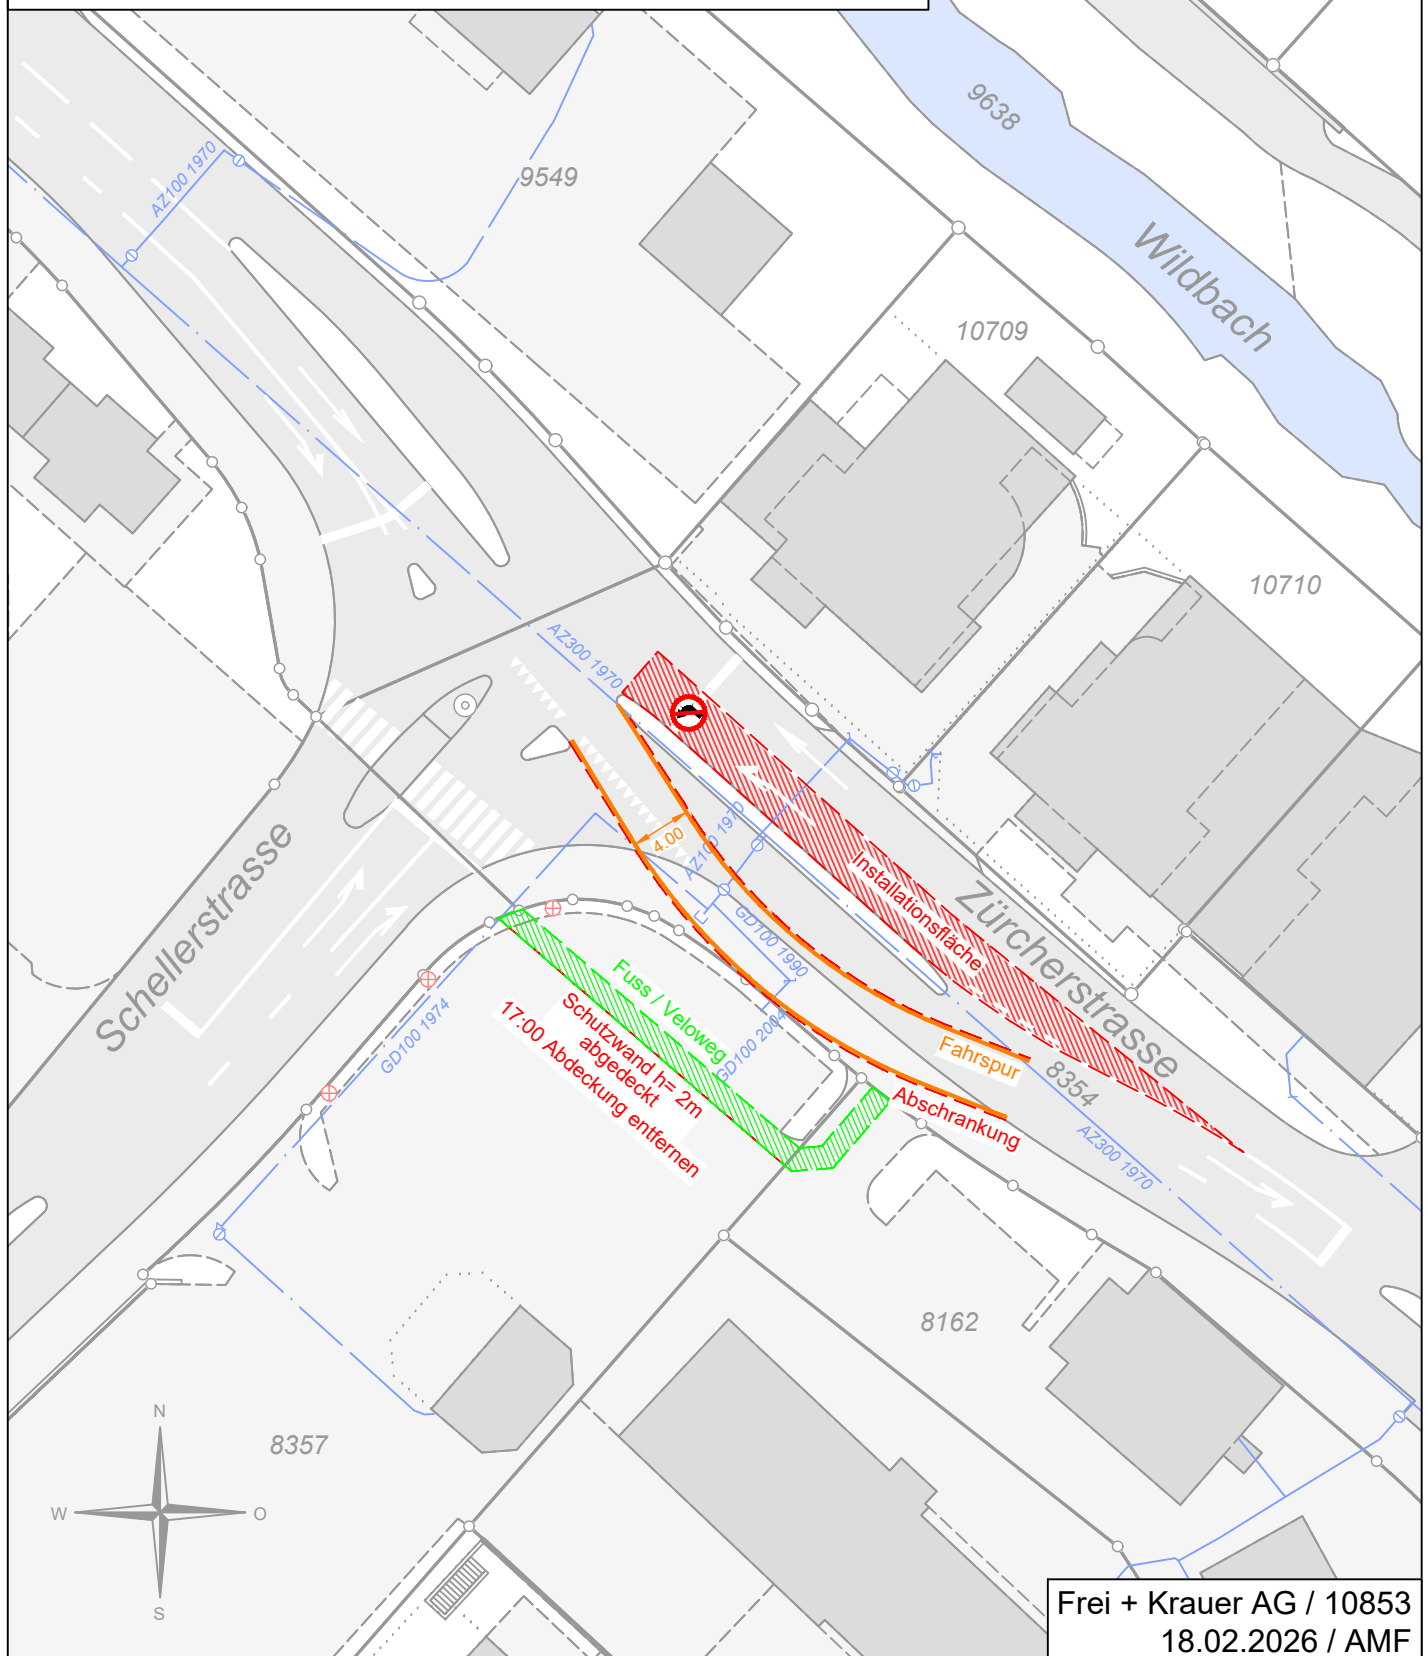 9638
AZ100 1970
9549
Wildbach
10709
10710
AZ300 1970
4.00
AZ100 1970
Installationsfläche
Zürcherstrasse
Schellerstrasse
GD100 1990
Fuss / Veloweg
Schutzwand h= 2m
abgedeckt
17:00 Abdeckung entfernen
GD100 1974
GD100 2004
Fahrspur
8354
Abschrankung
AZ300 1970
8162
8357
N
W
O
S
Frei + Krauer AG / 10853
18.02.2026 / AMF